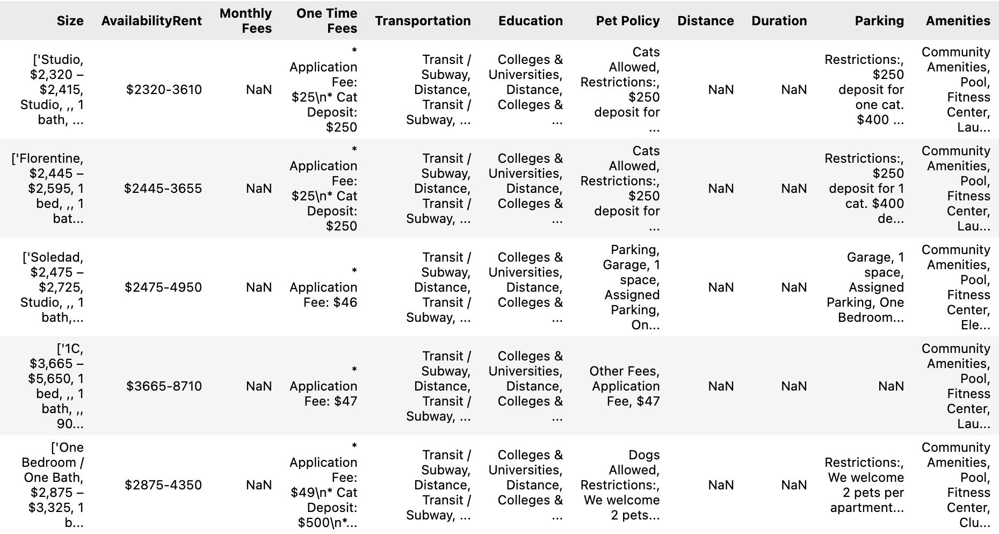 Size
AvailabilityRent
Monthly
Fees
One Time
Fees
Transportation
Education
Pet Policy
Distance
Duration
Parking
Amenities
['Studio,
$2,320 –
$2,415,
Studio, ,, 1
bath, ...
$2320-3610
NaN
*
Application
Fee:
$25\n* Cat
Deposit:
$250
Transit /
Subway,
Distance,
Transit /
Subway, ...
Colleges &
Universities,
Distance,
Colleges &
...
Cats
Allowed,
Restrictions:,
$250
deposit for
...
NaN
NaN
Restrictions:,
$250
deposit for
one cat.
$400 ...
Community
Amenities,
Pool,
Fitness
Center,
Lau...
['Florentine,
$2,445 –
$2,595, 1
bed, ,, 1
bat...
$2445-3655
NaN
*
Application
Fee:
$25\n* Cat
Deposit:
$250
Transit /
Subway,
Distance,
Transit /
Subway, ...
Colleges &
Universities,
Distance,
Colleges &
...
Cats
Allowed,
Restrictions:,
$250
deposit for
...
NaN
NaN
Restrictions:,
$250
deposit for 1
cat. $400
de...
Community
Amenities,
Pool,
Fitness
Center,
Lau...
['Soledad,
$2,475 –
$2,725,
Studio, ,, 1
bath,...
$2475-4950
NaN
*
Application
Fee: $46
Transit /
Subway,
Distance,
Transit /
Subway, ...
Colleges &
Universities,
Distance,
Colleges &
...
Parking,
Garage, 1
space,
Assigned
Parking,
On...
NaN
NaN
Garage, 1
space,
Assigned
Parking, One
Bedroom...
Community
Amenities,
Pool,
Fitness
Center,
Ele...
['1C,
$3,665 –
$5,650, 1
bed, ,, 1
bath, ,,
90...
$3665-8710
NaN
*
Application
Fee: $47
Transit /
Subway,
Distance,
Transit /
Subway, ...
Colleges &
Universities,
Distance,
Colleges &
...
Other Fees,
Application
Fee, $47
NaN
NaN
NaN
Community
Amenities,
Pool,
Fitness
Center,
Lau...
['One
Bedroom /
One Bath,
$2,875 –
$3,325, 1
b...
$2875-4350
NaN
*
Application
Fee:
$49\n* Cat
Deposit:
$500\n*...
Transit /
Subway,
Distance,
Transit /
Subway, ...
Colleges &
Universities,
Distance,
Colleges &
...
Dogs
Allowed,
Restrictions:,
We welcome
2 pets...
NaN
NaN
Restrictions:,
We welcome
2 pets per
apartment...
Community
Amenities,
Pool,
Fitness
Center,
Clu...